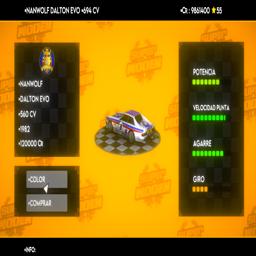 •NANWOLF DALTON EVO •694 CV
•Cr : 9861400 ★55
•NANWOLF
•DALTON EVO
•560 CV
•1982
•120000 Cr
•COLOR
•COMPRAR
POTENCIA
VELOCIDAD PUNTA
AGARRE
GIRO
•INFO: